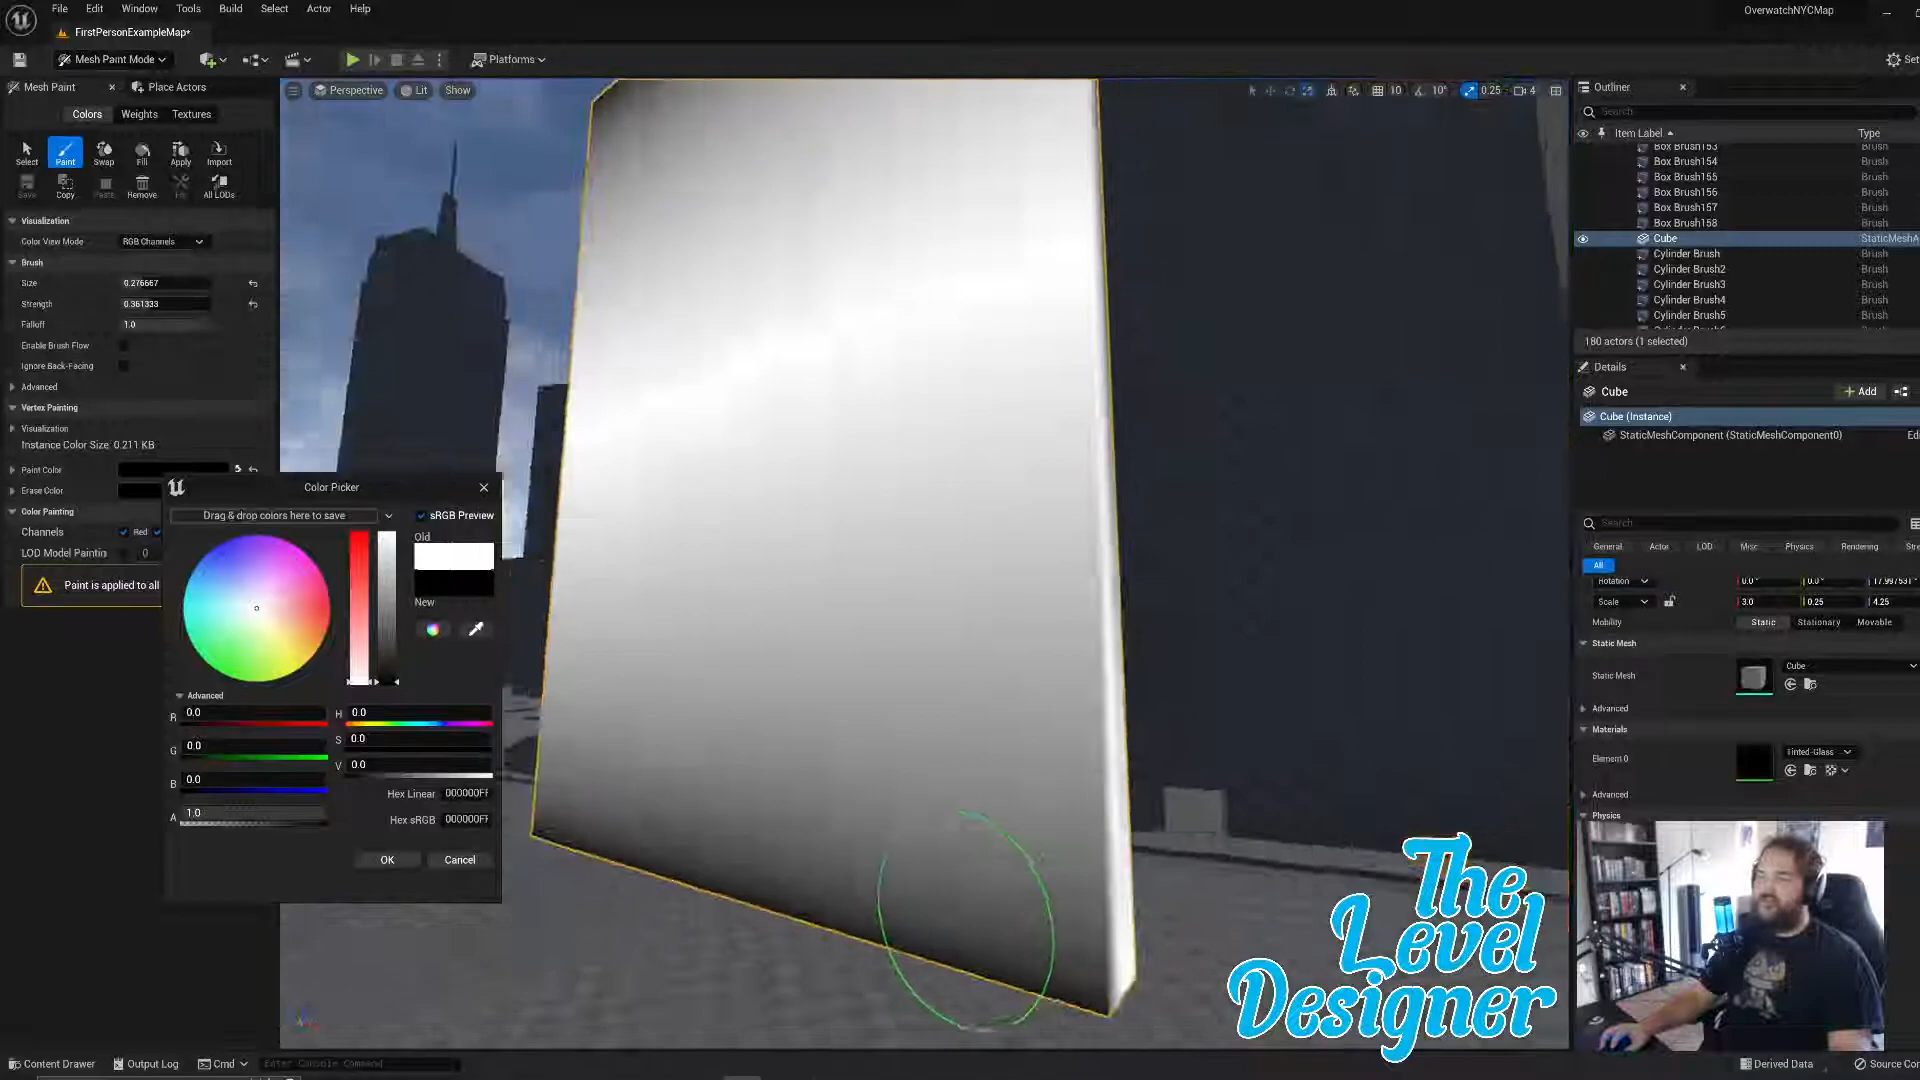 File Edit Window Tools Build Select Actor Help
OverwatchNYCMap
FirstPersonExampleMap*
Mesh Paint Mode
Platforms
Mesh Paint
Place Actors
Colors Weights Textures
Select Paint Swap Fill Apply Import
Save Copy Paste Remove Fix All LODs
Visualization
Color View Mode RGB Channels
Brush
Size 0.276667
Strength 0.361333
Falloff 1.0
Enable Brush Flow
Ignore Back-Facing
Advanced
Vertex Painting
Visualization
Instance Color Size: 0.211 KB
Paint Color
Erase Color
Color Painting
Channels Red
LOD Model Paintin 0
Paint is applied to all
Color Picker
Drag & drop colors here to save
sRGB Preview
Old
New
Advanced
R 0.0
G 0.0
B 0.0
A 1.0
H 0.0
S 0.0
V 0.0
Hex Linear 000000FF
Hex sRGB 000000FF
OK Cancel
Perspective Lit Show
10 10° 0.25 4
Outliner
Search
Item Label Type
Box Brush153 Brush
Box Brush154 Brush
Box Brush155 Brush
Box Brush156 Brush
Box Brush157 Brush
Box Brush158 Brush
Cube StaticMeshA
Cylinder Brush Brush
Cylinder Brush2 Brush
Cylinder Brush3 Brush
Cylinder Brush4 Brush
Cylinder Brush5 Brush
180 actors (1 selected)
Details
Cube
Add
Cube (Instance)
StaticMeshComponent (StaticMeshComponent0)
Search
General Actor LOD Misc Physics Rendering
All
Rotation 0.0° 0.0° 17.997531°
Scale 3.0 0.25 4.25
Mobility Static Stationary Movable
Static Mesh
Static Mesh Cube
Advanced
Materials
Element 0 Tinted-Glass
Advanced
Physics
The
Level
Designer
Content Drawer Output Log Cmd Enter Console Command
Derived Data Source Con